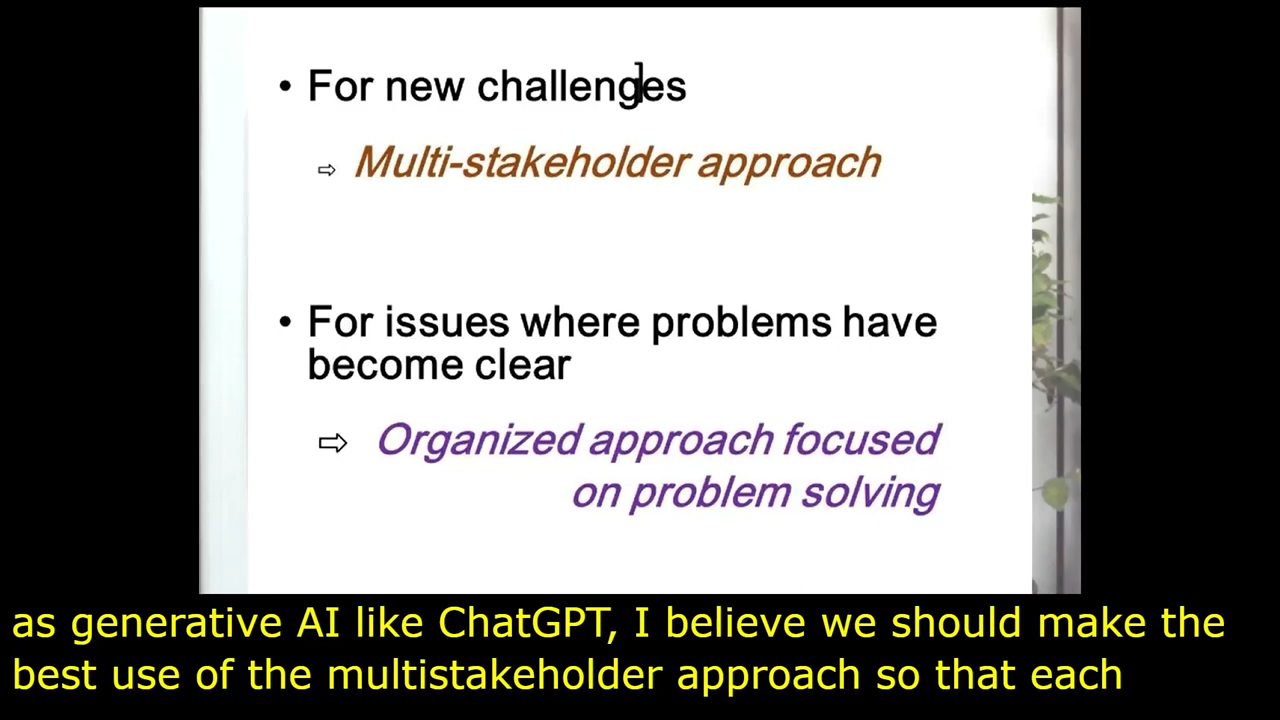 • For new challenges
⇨ Multi-stakeholder approach
• For issues where problems have
become clear
⇨ Organized approach focused
on problem solving
as generative AI like ChatGPT, I believe we should make the
best use of the multistakeholder approach so that each